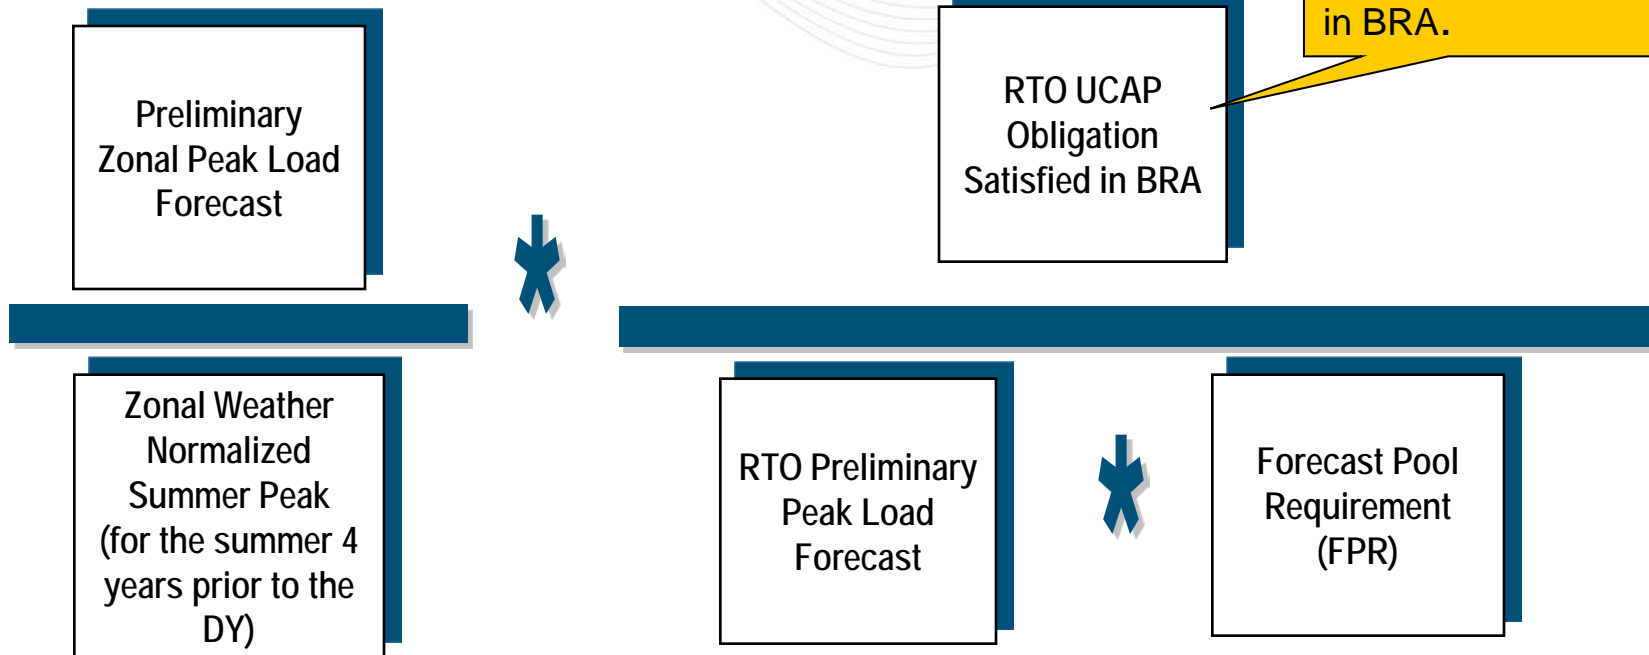 in BRA.
Preliminary
Zonal Peak Load
Forecast
RTO UCAP
Obligation
Satisfied in BRA
Zonal Weather
Normalized
Summer Peak
(for the summer 4
years prior to the
DY)
RTO Preliminary
Peak Load
Forecast
Forecast Pool
Requirement
(FPR)